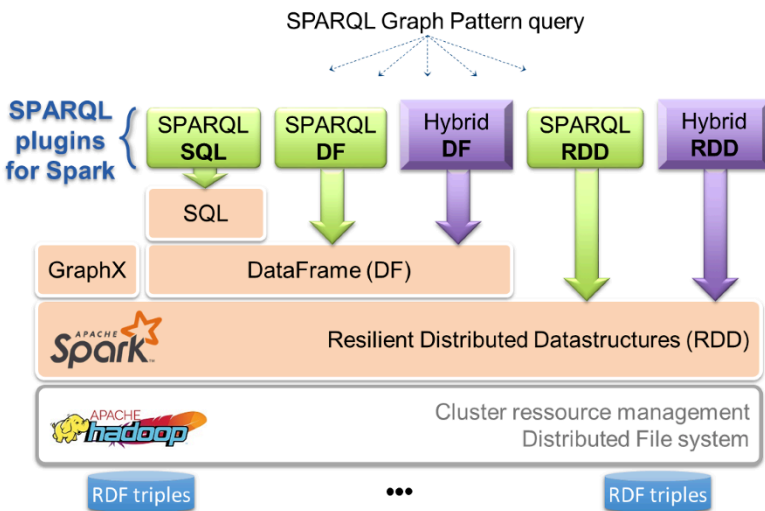 SPARQL Graph Pattern query
SPARQL
plugins
for Spark
SPARQL
SQL
SPARQL
DF
Hybrid
DF
SPARQL
RDD
Hybrid
RDD
SQL
GraphX
DataFrame (DF)
APACHE
Spark™
Resilient Distributed Datastructures (RDD)
APACHE
hadoop
Cluster ressource management
Distributed File system
RDF triples
...
RDF triples